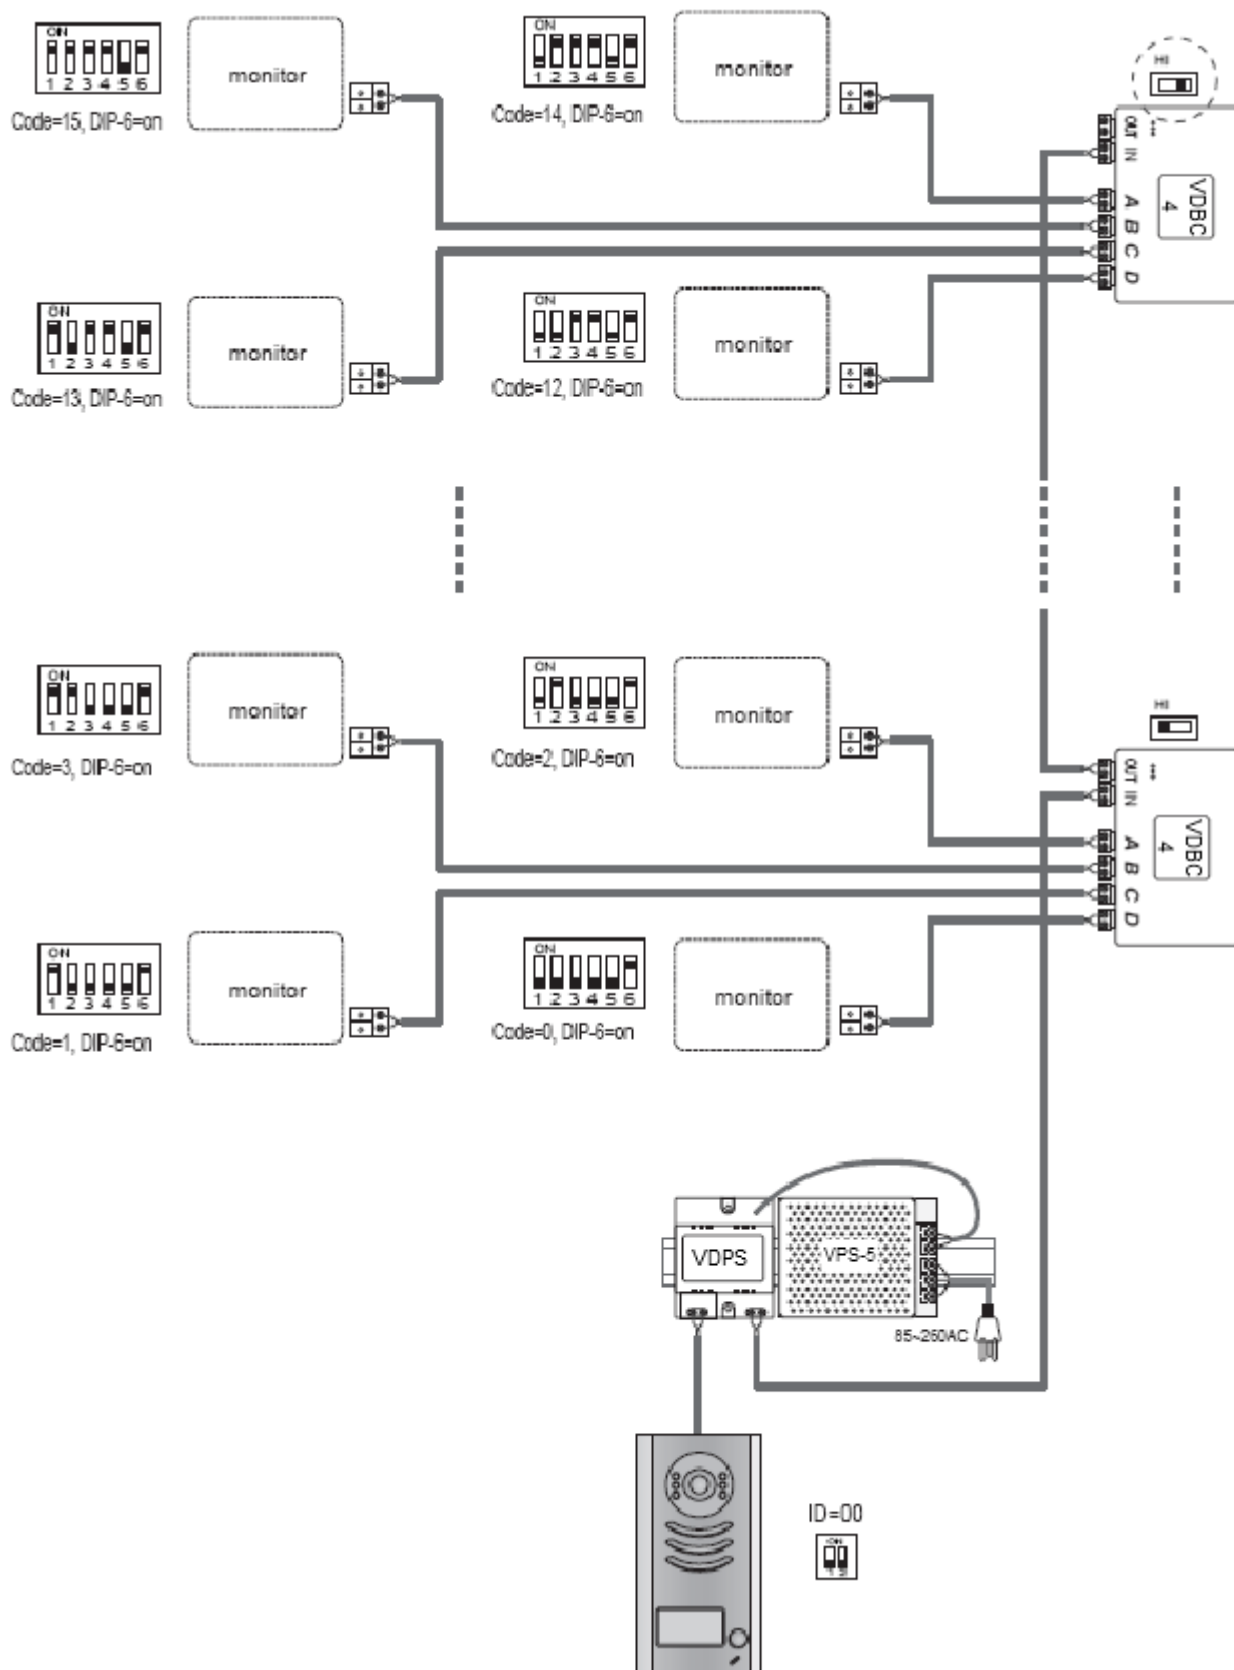 ON
1 2 3 4 5 6
Code=15, DIP-6=on
monitor
ON
1 2 3 4 5 6
Code=14, DIP-6=on
monitor
HI
OUT
IN
A
B
C
D
VDBC
4
ON
1 2 3 4 5 6
Code=13, DIP-6=on
monitor
ON
1 2 3 4 5 6
Code=12, DIP-6=on
monitor
ON
1 2 3 4 5 6
Code=3, DIP-6=on
monitor
ON
1 2 3 4 5 6
Code=2, DIP-6=on
monitor
HI
OUT
IN
A
B
C
D
VDBC
4
ON
1 2 3 4 5 6
Code=1, DIP-6=on
monitor
ON
1 2 3 4 5 6
Code=0, DIP-6=on
monitor
VDPS
VPS-5
85~260AC
ID=00
ON
1 2